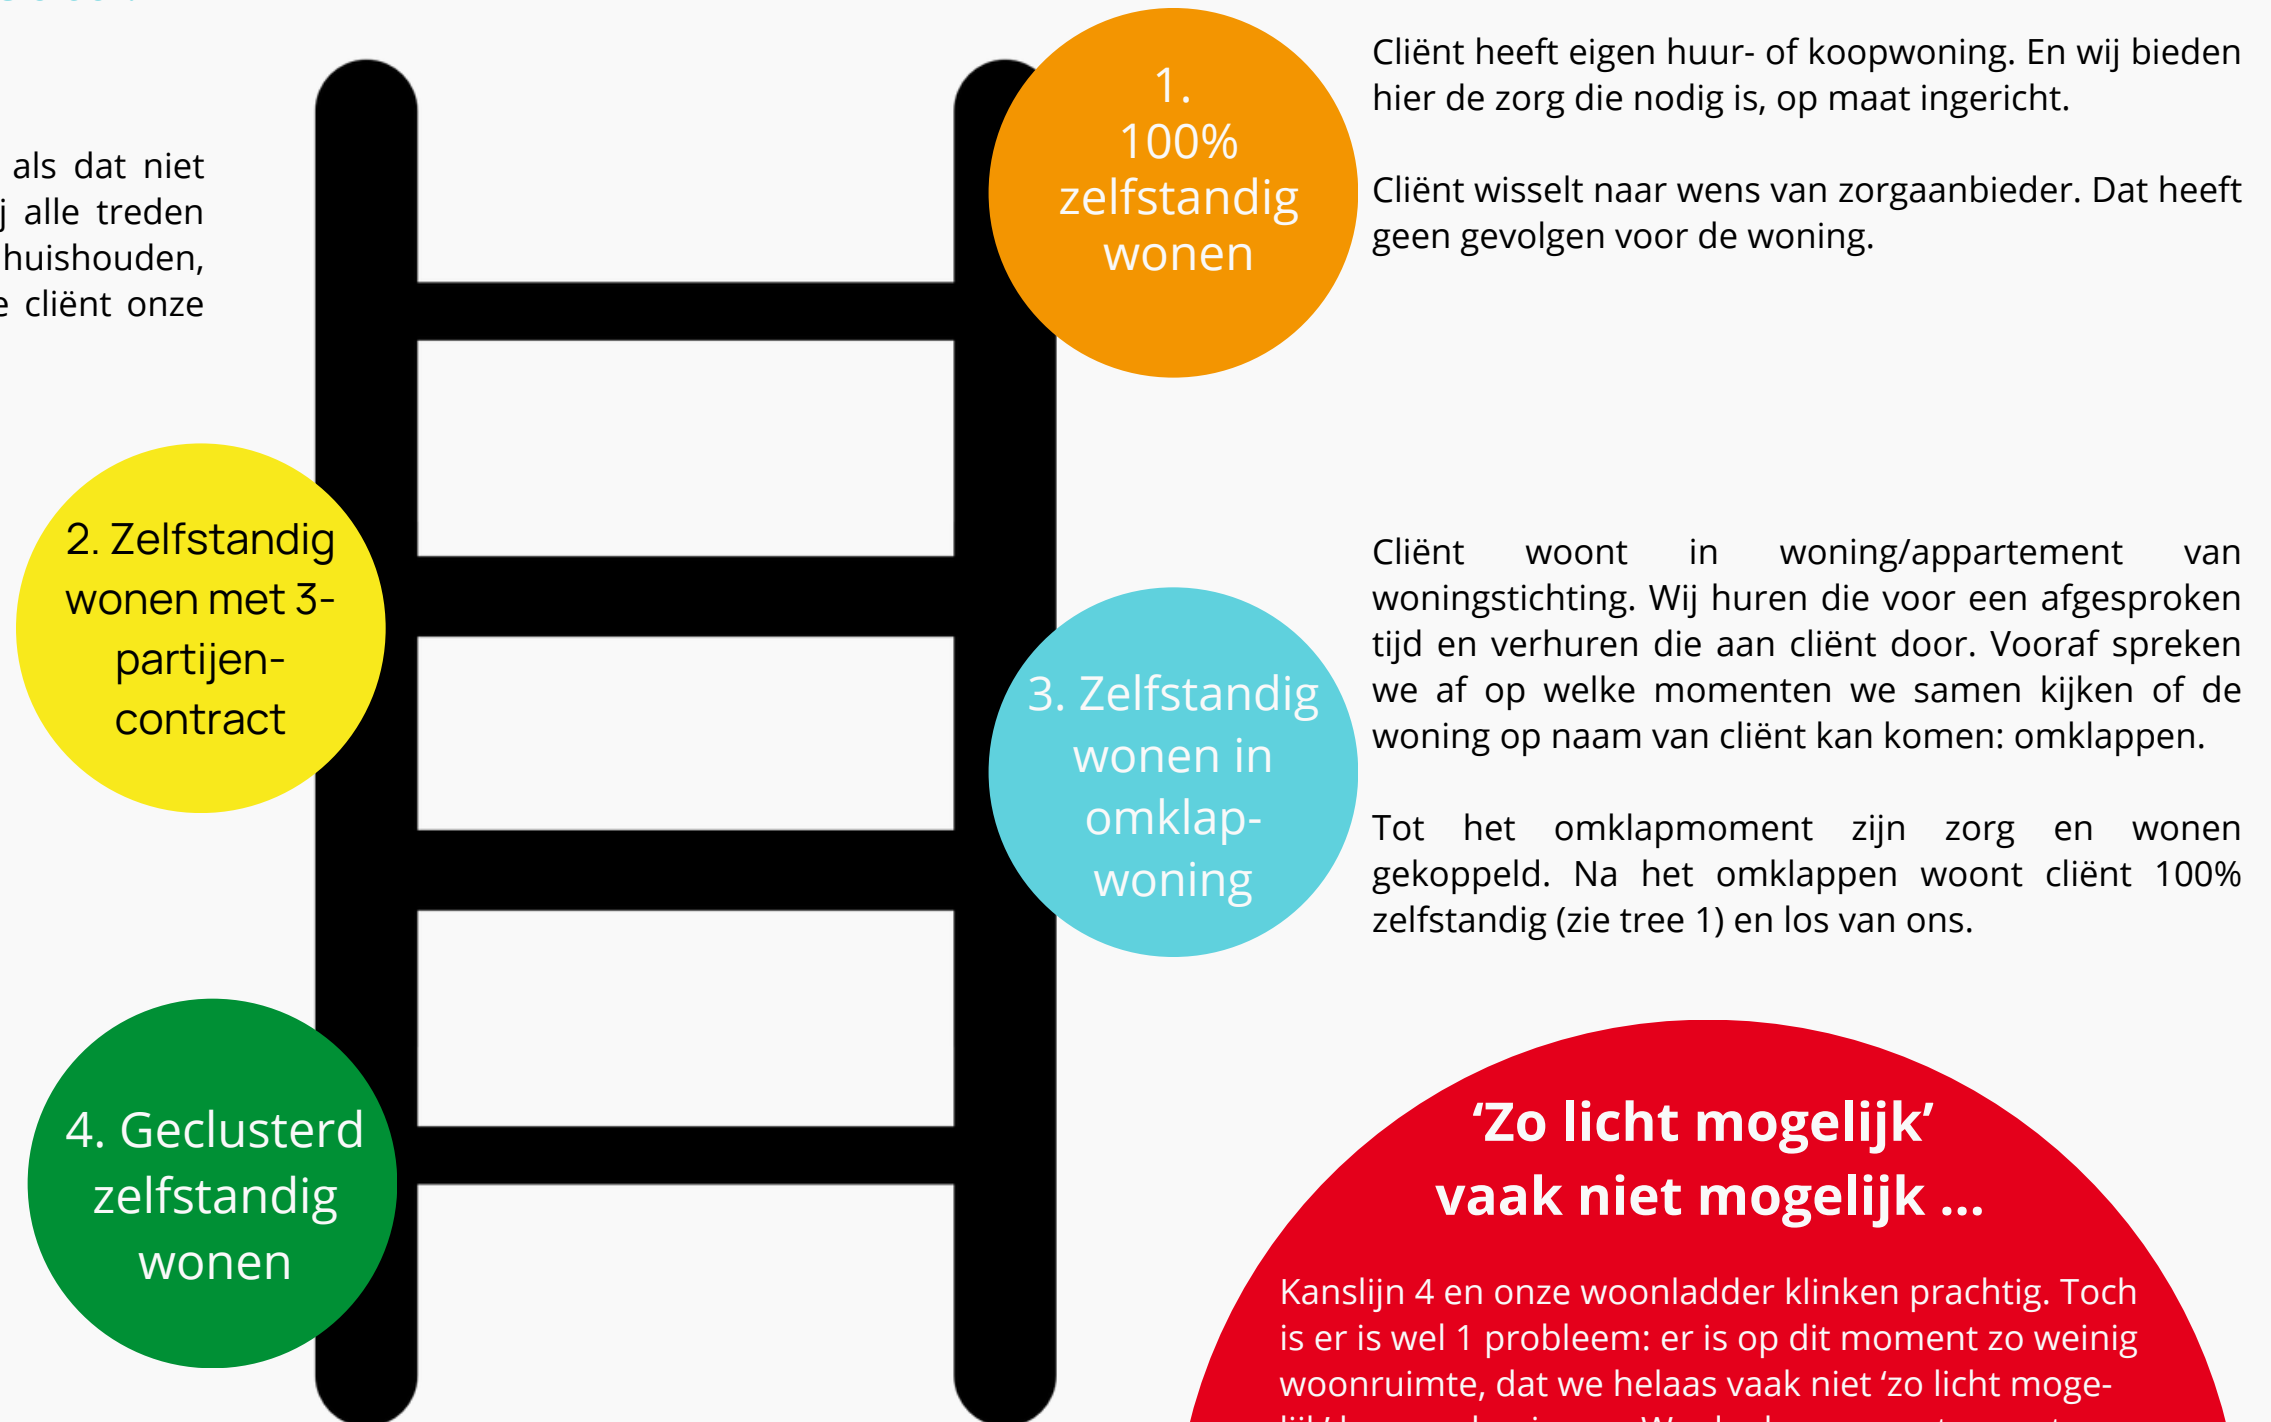 als dat niet
alle treden
huishouden,
cliënt onze
1.
100%
zelfstandig
wonen
Cliënt heeft eigen huur- of koopwoning. En wij bieden
hier de zorg die nodig is, op maat ingericht.
Cliënt wisselt naar wens van zorgaanbieder. Dat heeft
geen gevolgen voor de woning.
2. Zelfstandig
wonen met 3-
partijen-
contract
3. Zelfstandig
wonen in
omklap-
woning
Cliënt woont in woning/appartement van
woningstichting. Wij huren die voor een afgesproken
tijd en verhuren die aan cliënt door. Vooraf spreken
we af op welke momenten we samen kijken of de
woning op naam van cliënt kan komen: omklappen.
Tot het omklapmoment zijn zorg en wonen
gekoppeld. Na het omklappen woont cliënt 100%
zelfstandig (zie tree 1) en los van ons.
4. Geclusterd
zelfstandig
wonen
‘Zo licht mogelijk’
vaak niet mogelijk ...
Kanslijn 4 en onze woonladder klinken prachtig. Toch
is er is wel 1 probleem: er is op dit moment zo weinig
woonruimte, dat we helaas vaak niet ‘zo licht moge-